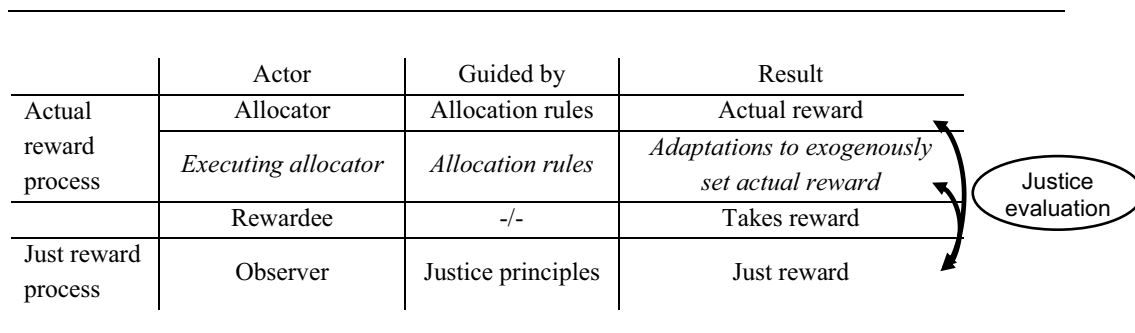 Actor Guided by Result
Actual reward process Allocator Allocation rules Actual reward
Executing allocator Allocation rules Adaptations to exogenously set actual reward
Rewardee -/- Takes reward
Just reward process Observer Justice principles Just reward
Justice evaluation